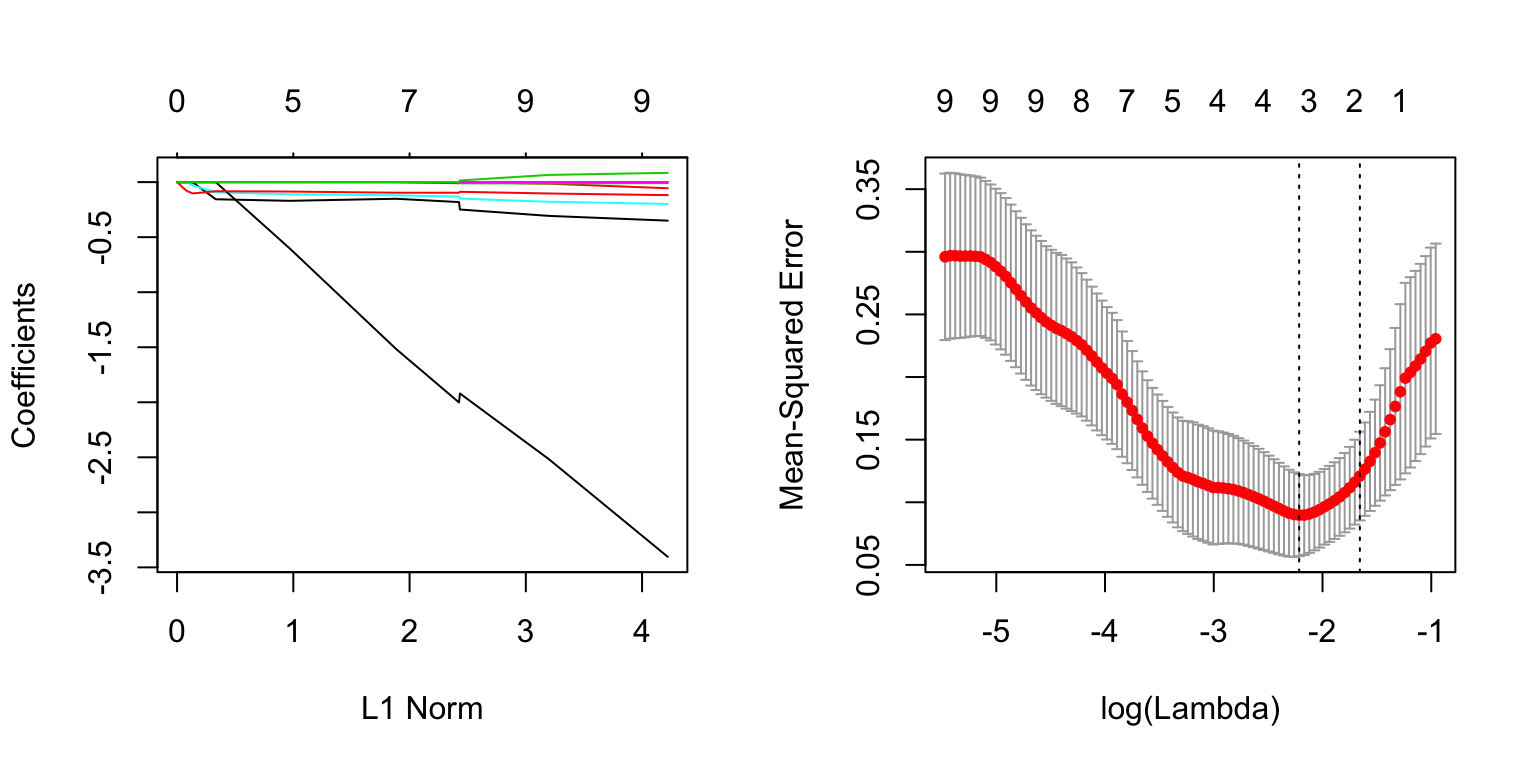 0 5 7 9 9
Coefficients
-0.5
-1.5
-2.5
-3.5
0 1 2 3 4
L1 Norm
9 9 9 8 7 5 4 4 3 2 1
Mean-Squared Error
0.35
0.25
0.15
0.05
-5 -4 -3 -2 -1
log(Lambda)